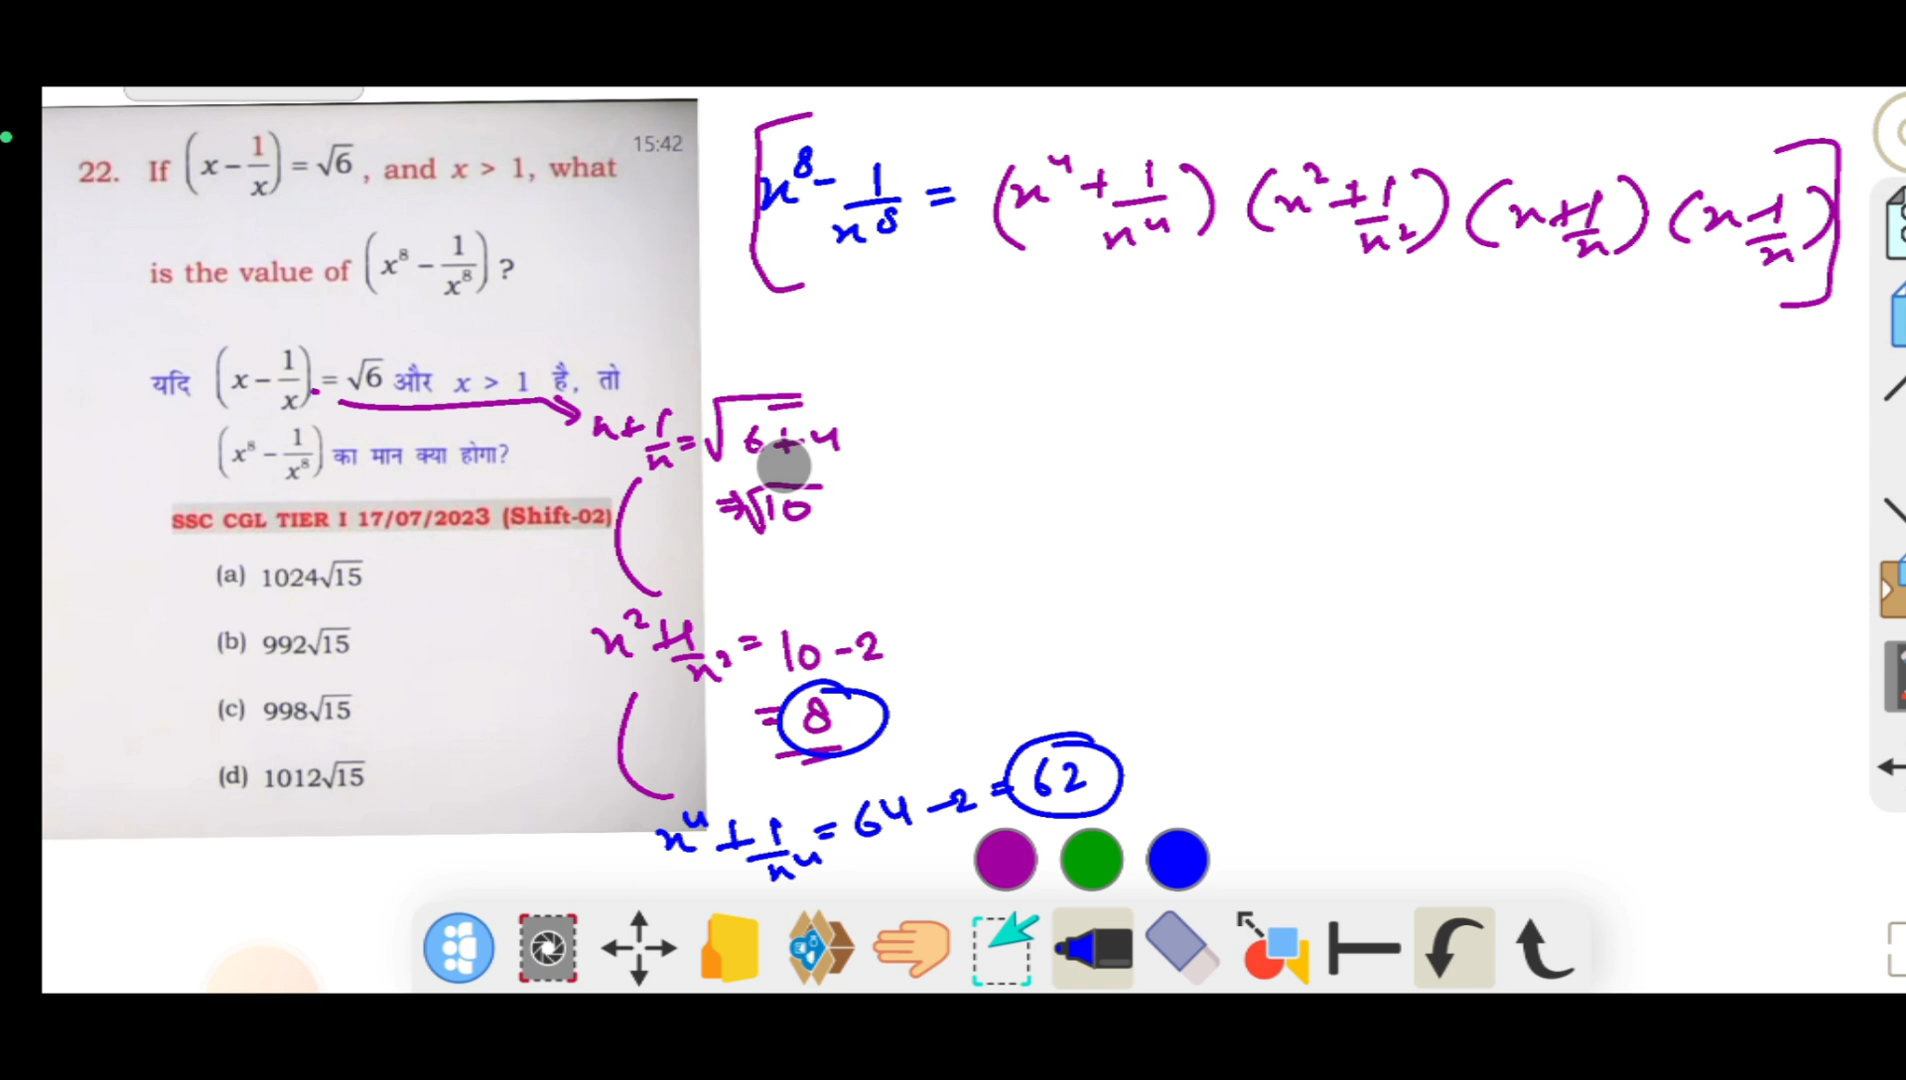 15:42
22. If (x − 1/x) = √6, and x > 1, what
is the value of (x⁸ − 1/x⁸) ?
यदि (x − 1/x) = √6 और x > 1 है, तो
(x⁸ − 1/x⁸) का मान क्या होगा?
SSC CGL TIER I 17/07/2023 (Shift-02)
(a) 1024√15
(b) 992√15
(c) 998√15
(d) 1012√15
[x⁸ − 1/x⁸ = (x⁴ + 1/x⁴) (x² + 1/x²) (x + 1/x) (x − 1/x)]
x + 1/x = √6+4
⇒ √10
x² + 1/x² = 10 − 2
= 8
x⁴ + 1/x⁴ = 64 − 2 = 62